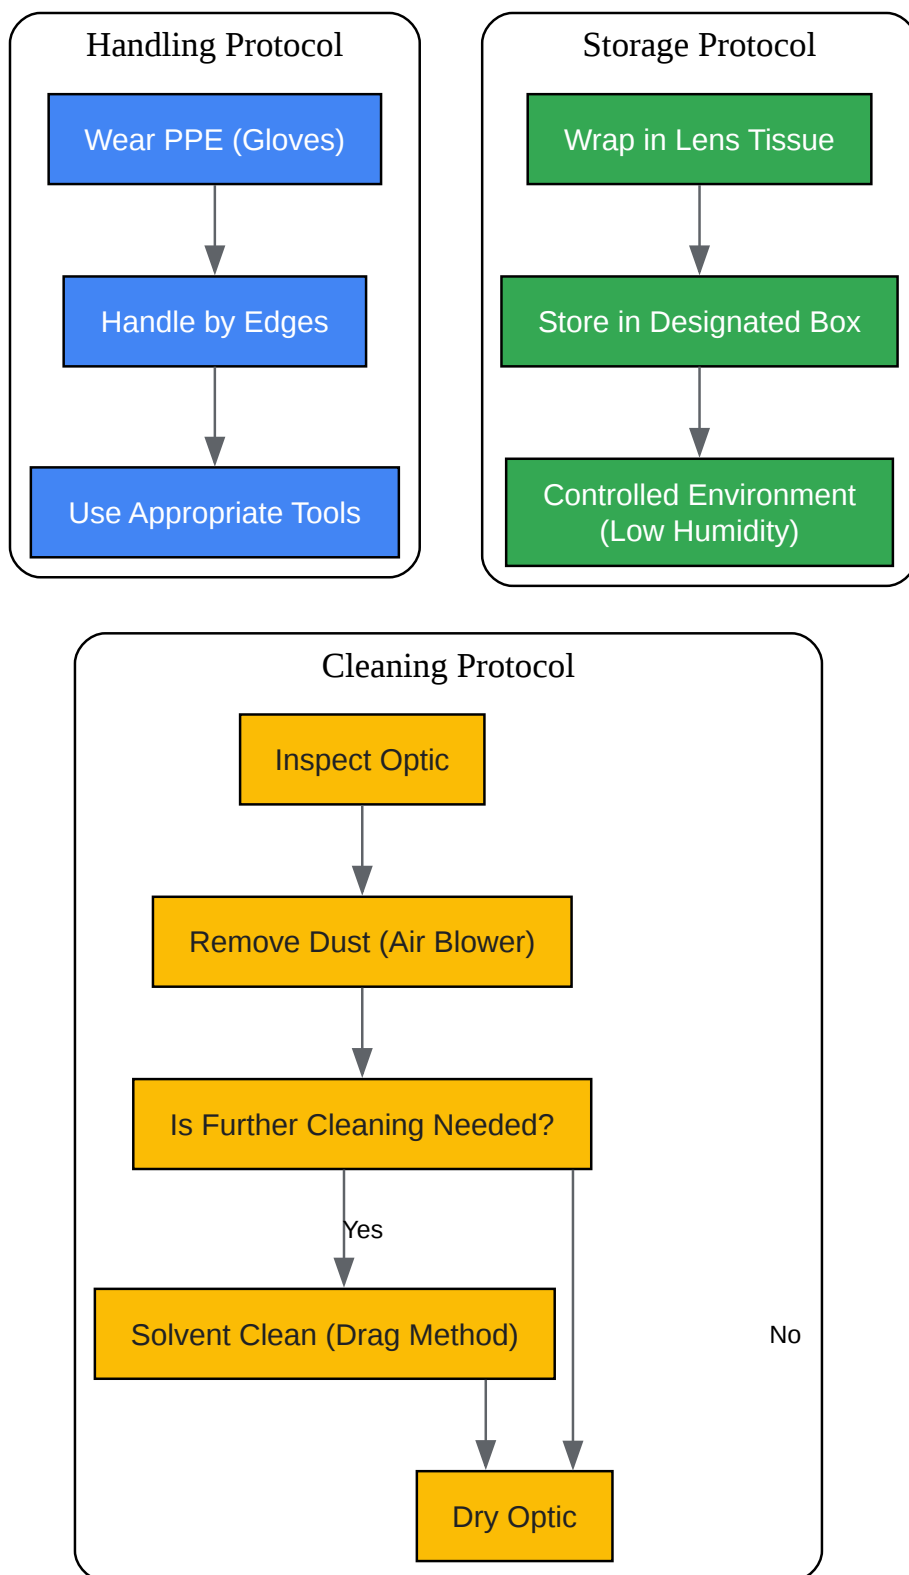 Handling Protocol
Wear PPE (Gloves)
Handle by Edges
Use Appropriate Tools
Storage Protocol
Wrap in Lens Tissue
Store in Designated Box
Controlled Environment
(Low Humidity)
Cleaning Protocol
Inspect Optic
Remove Dust (Air Blower)
Is Further Cleaning Needed?
Yes
Solvent Clean (Drag Method)
No
Dry Optic